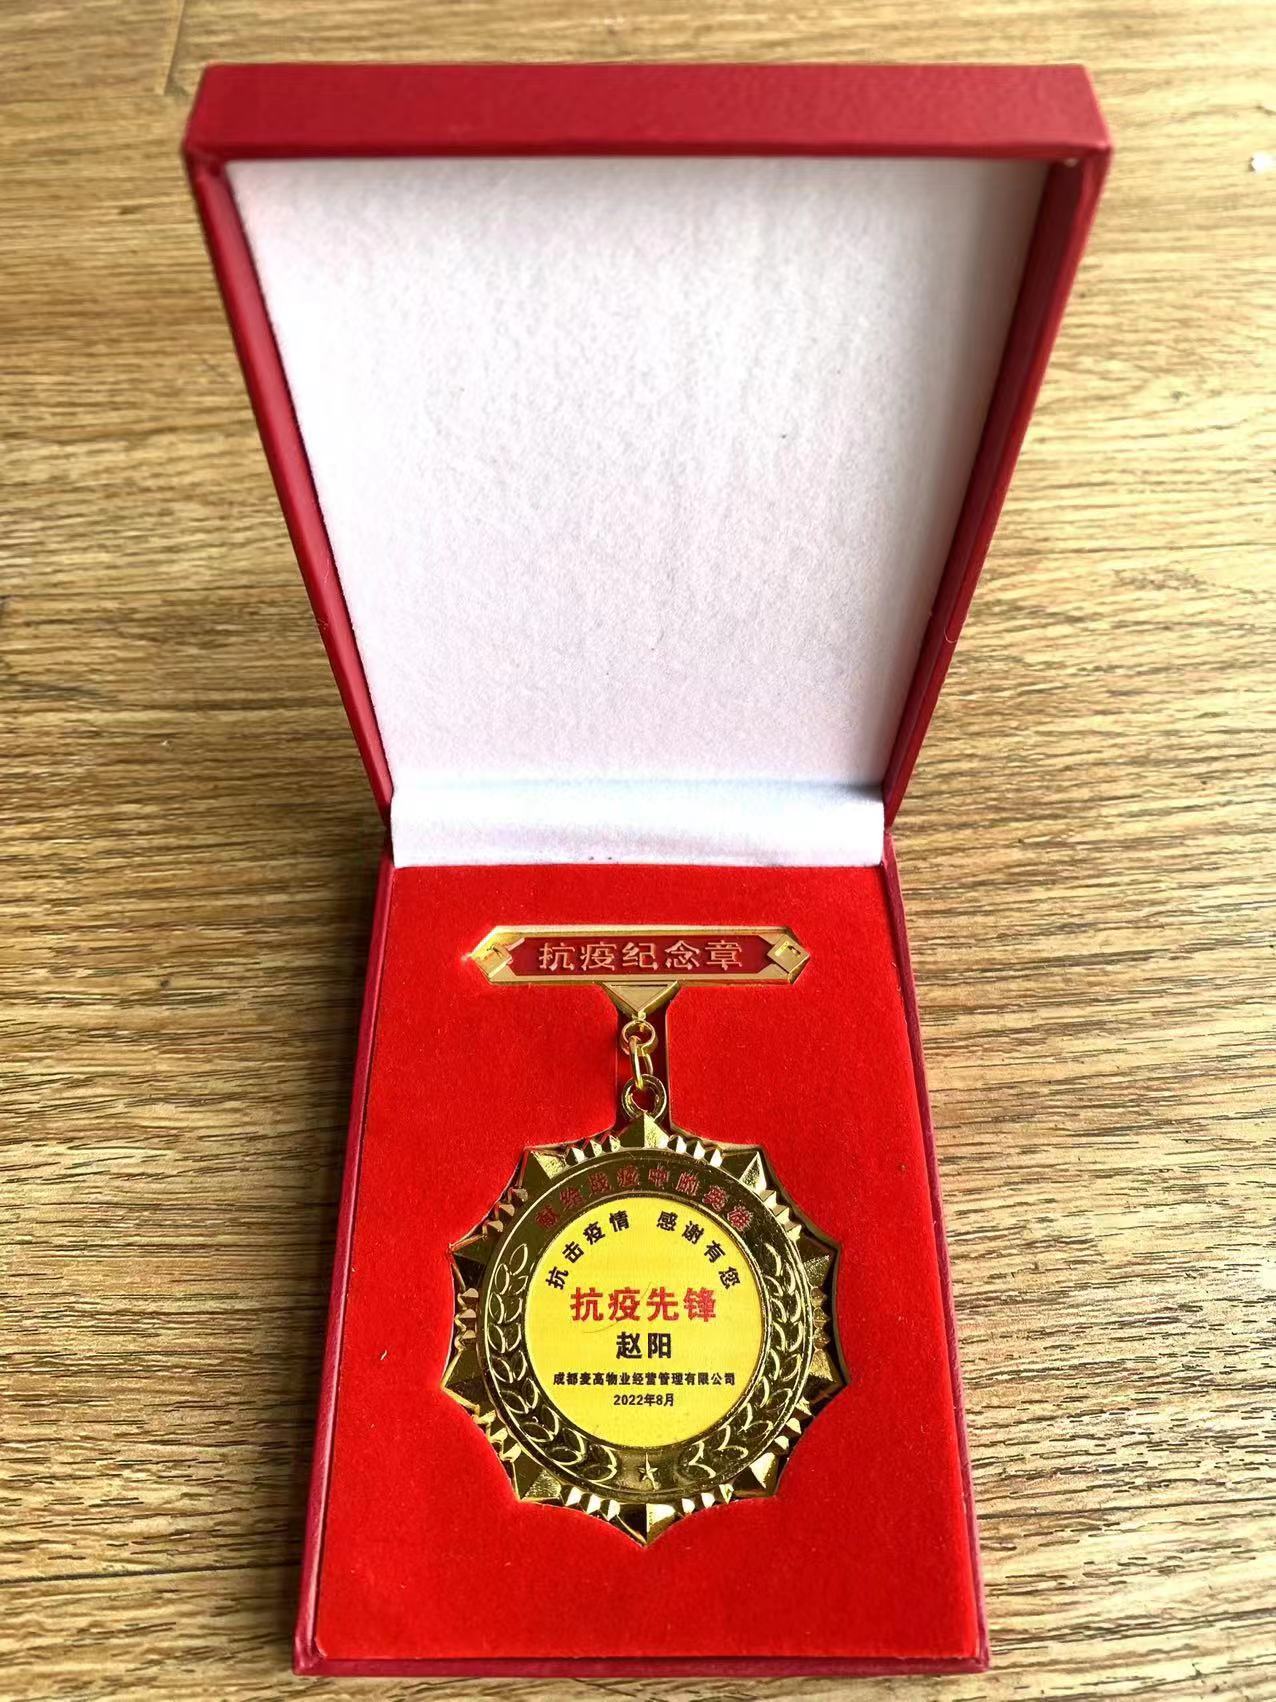 抗疫纪念章
献给战疫中的英雄
抗击疫情 感谢有您
抗疫先锋
赵阳
成都麦高物业经营管理有限公司
2022年8月